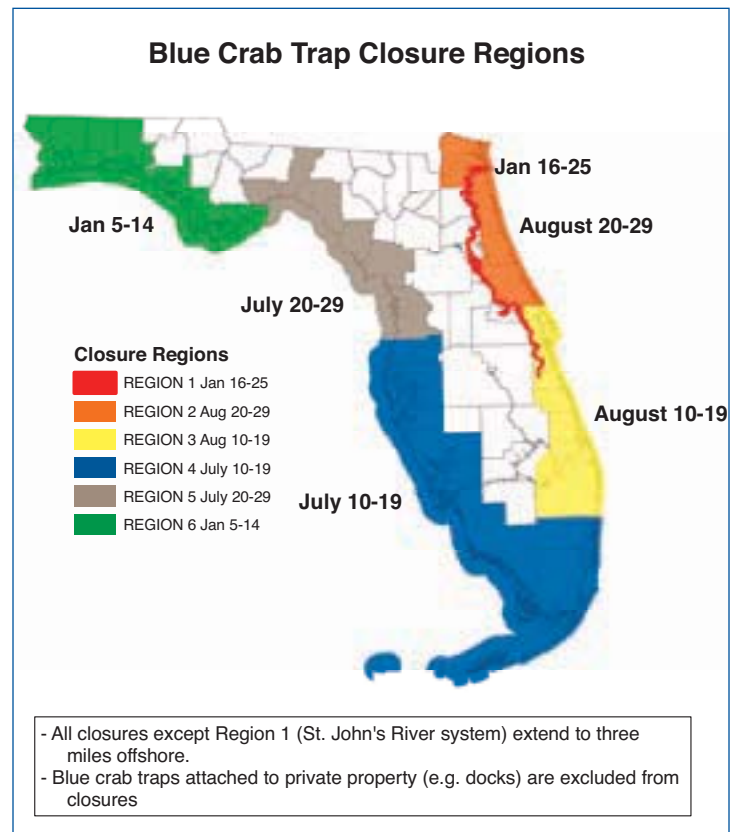 Blue Crab Trap Closure Regions
Jan 16-25
Jan 5-14
August 20-29
July 20-29
Closure Regions
REGION 1 Jan 16-25
REGION 2 Aug 20-29
REGION 3 Aug 10-19
REGION 4 July 10-19
REGION 5 July 20-29
REGION 6 Jan 5-14
August 10-19
July 10-19
- All closures except Region 1 (St. John's River system) extend to three
miles offshore.
- Blue crab traps attached to private property (e.g. docks) are excluded from
closures